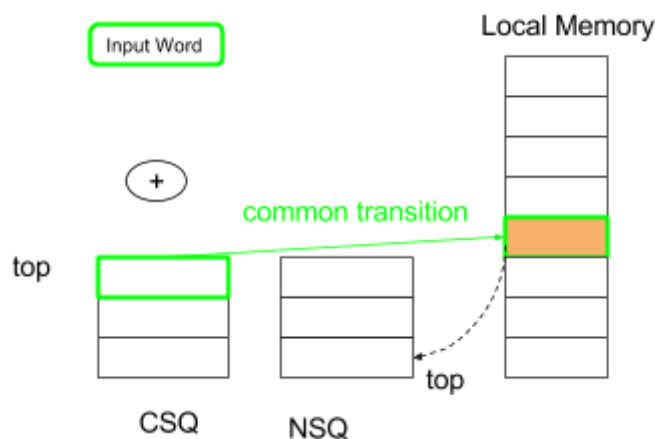 Local Memory
Input Word
+
common transition
top
top
CSQ
NSQ